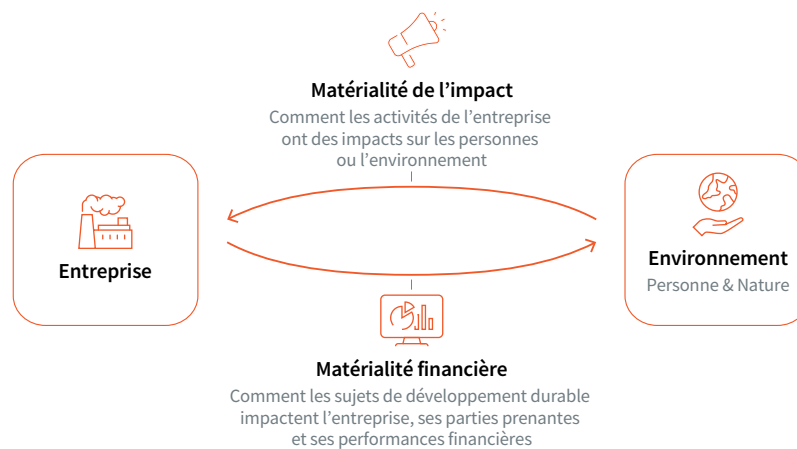 Matérialité de l’impact
Comment les activités de l’entreprise
ont des impacts sur les personnes
ou l’environnement
Entreprise
Environnement
Personne & Nature
Matérialité financière
Comment les sujets de développement durable
impactent l’entreprise, ses parties prenantes
et ses performances financières